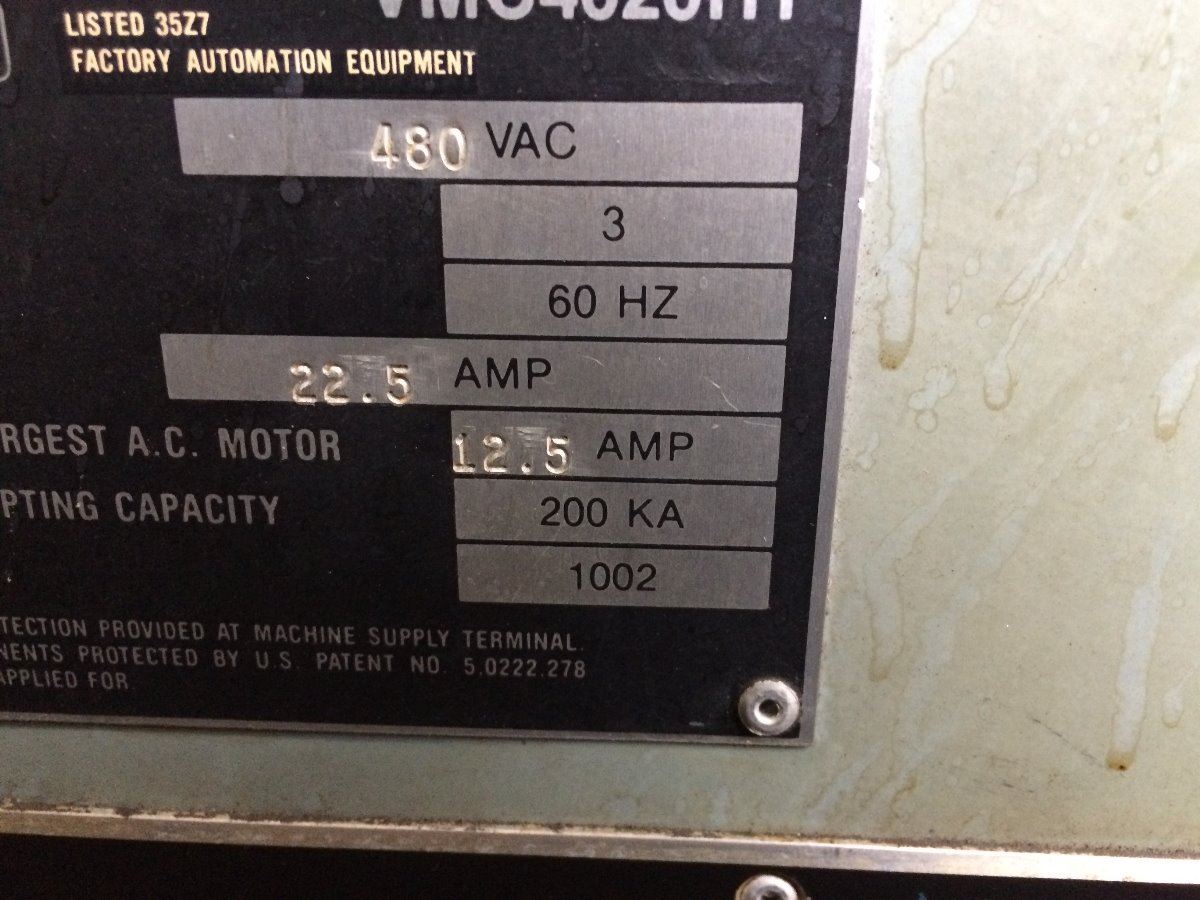 VMC4020HT
LISTED 35Z7
FACTORY AUTOMATION EQUIPMENT
480 VAC
3
60 HZ
22.5 AMP
RGEST A.C. MOTOR 12.5 AMP
PTING CAPACITY 200 KA
1002
TECTION PROVIDED AT MACHINE SUPPLY TERMINAL.
NENTS PROTECTED BY U.S. PATENT NO. 5.0222.278
APPLIED FOR